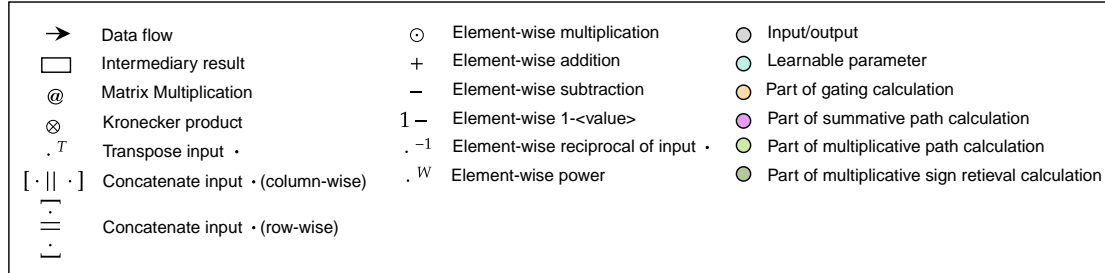 Data flow
Intermediary result
@ Matrix Multiplication
⊗ Kronecker product
· ᵀ Transpose input ·
[ · || · ] Concatenate input · (column-wise)
Concatenate input · (row-wise)
⊙ Element-wise multiplication
+ Element-wise addition
− Element-wise subtraction
1 − Element-wise 1-<value>
· ⁻¹ Element-wise reciprocal of input ·
· ᵂ Element-wise power
Input/output
Learnable parameter
Part of gating calculation
Part of summative path calculation
Part of multiplicative path calculation
Part of multiplicative sign retieval calculation